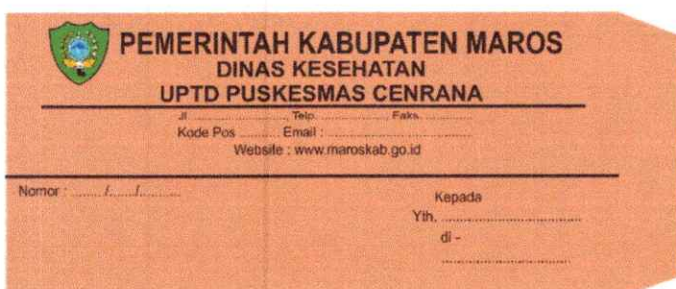 PEMERINTAH KABUPATEN MAROS
DINAS KESEHATAN
UPTD PUSKESMAS CENRANA
Jl ........................, Telp. ..................... Faks. ...............
Kode Pos .......... Email : ....................................
Website : www.maroskab.go.id
Nomor : ......../......./...........
Kepada
Yth. ...................................
di -
.................................